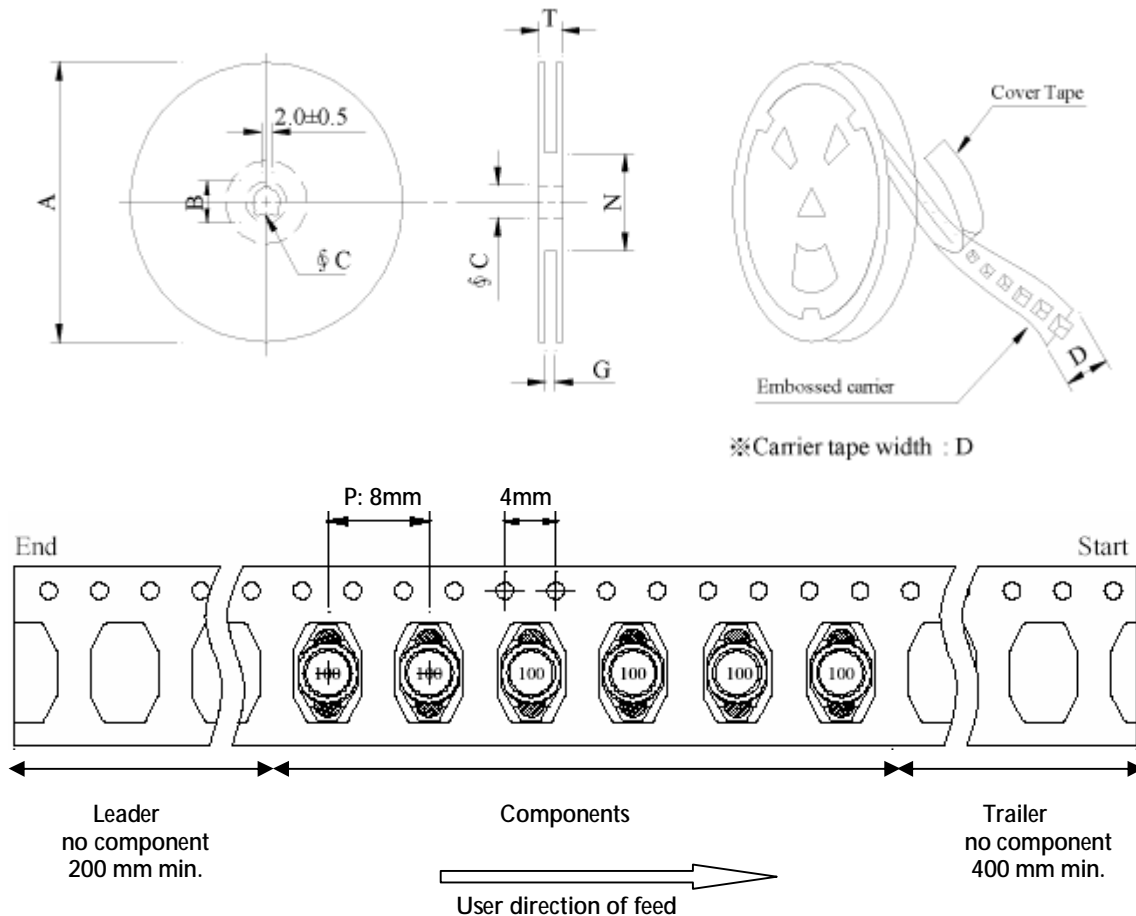 T
2.0±0.5
A
B
∮ C
∮ C
N
G
Cover Tape
Embossed carrier
D
※Carrier tape width : D
P: 8mm
4mm
End
Start
100
100
100
100
100
100
Leader
no component
200 mm min.
Components
Trailer
no component
400 mm min.
User direction of feed